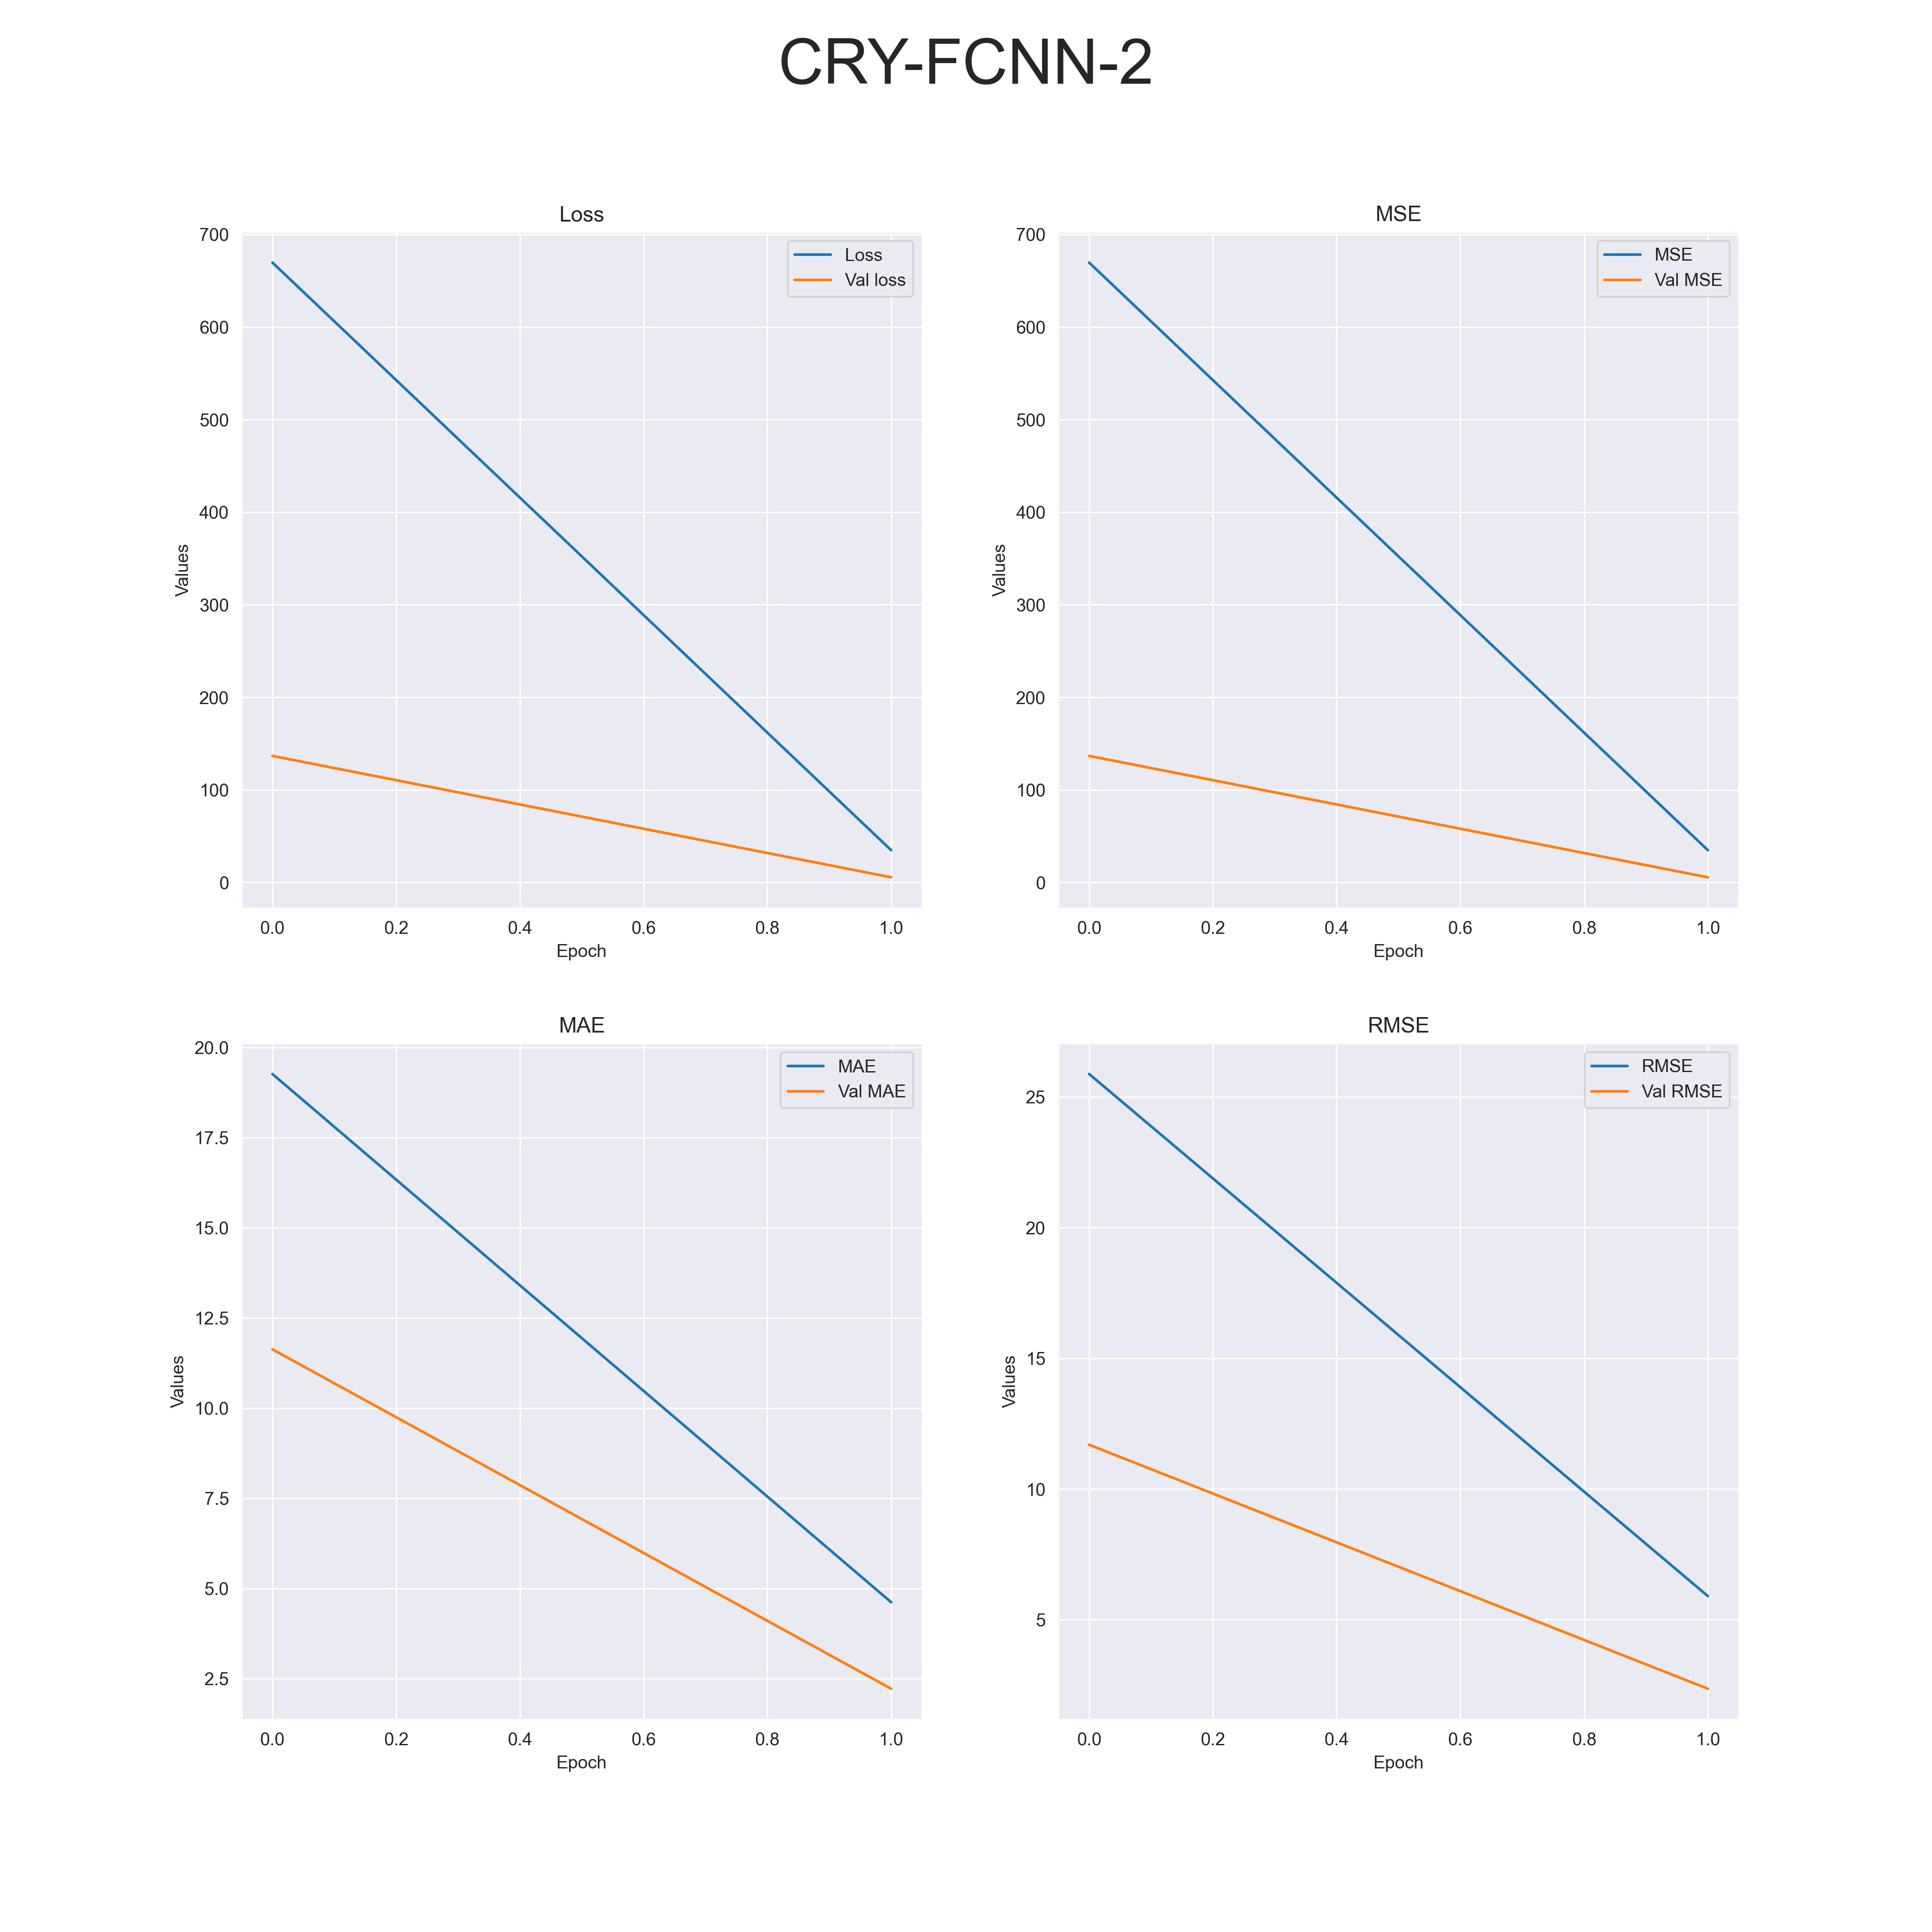 CRY-FCNN-2
Loss
700
600
500
400
300
200
100
0
Values
0.0 0.2 0.4 0.6 0.8 1.0
Epoch
Loss
Val loss
MSE
700
600
500
400
300
200
100
0
Values
0.0 0.2 0.4 0.6 0.8 1.0
Epoch
MSE
Val MSE
MAE
20.0
17.5
15.0
12.5
10.0
7.5
5.0
2.5
Values
0.0 0.2 0.4 0.6 0.8 1.0
Epoch
MAE
Val MAE
RMSE
25
20
15
10
5
Values
0.0 0.2 0.4 0.6 0.8 1.0
Epoch
RMSE
Val RMSE